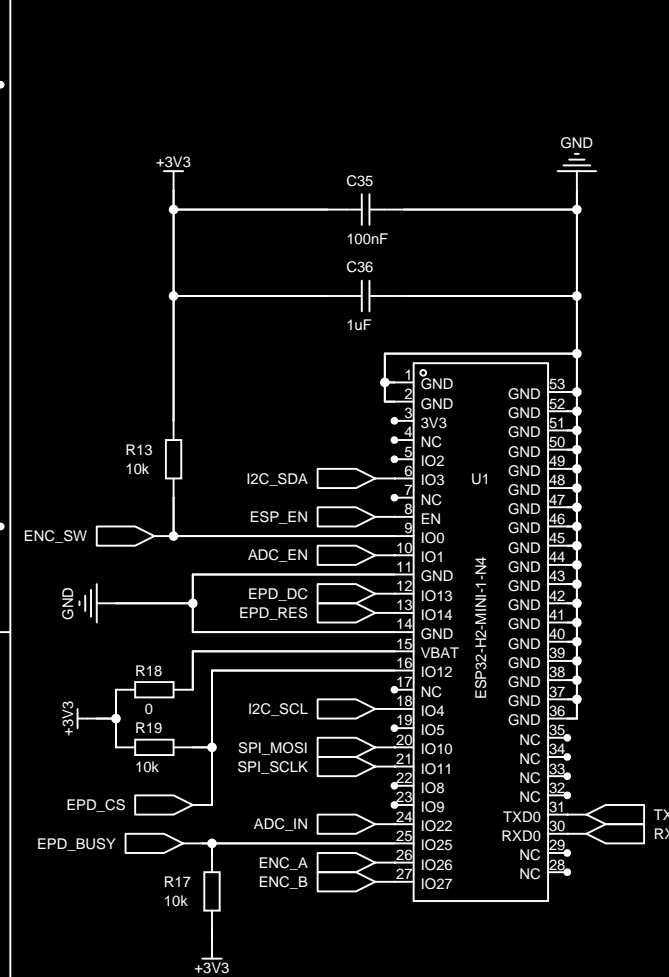 GND
+3V3
C35
100nF
C36
1uF
R13
10k
U1
ESP32-H2-MINI-1-N4
1 GND
2 GND
3 3V3
4 NC
5 IO2
I2C_SDA 6 IO3
7 NC
ESP_EN 8 EN
ENC_SW 9 IO0
ADC_EN 10 IO1
GND 11 GND
EPD_DC 12 IO13
EPD_RES 13 IO14
14 GND
15 VBAT
16 IO12
17 NC
I2C_SCL 18 IO4
19 IO5
SPI_MOSI 20 IO10
SPI_SCLK 21 IO11
22 IO8
23 IO9
ADC_IN 24 IO22
25 IO25
ENC_A 26 IO26
ENC_B 27 IO27
GND 53
GND 52
GND 51
GND 50
GND 49
GND 48
GND 47
GND 46
GND 45
GND 44
GND 43
GND 42
GND 41
GND 40
GND 39
GND 38
GND 37
GND 36
NC 35
NC 34
NC 33
NC 32
TXD0 31 TX
RXD0 30 RX
NC 29
NC 28
+3V3
R18
0
R19
10k
EPD_CS
EPD_BUSY
R17
10k
+3V3